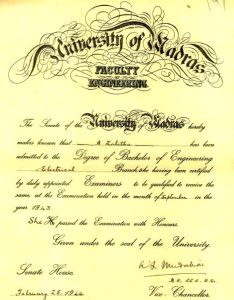 University of Madras
FACULTY
OF
ENGINEERING
The Senate of the University of Madras hereby
makes known that A Lalitha has been
admitted to the Degree of Bachelor of Engineering
Electrical Branch she having been certified
by duly appointed Examiners to be qualified to receive the
same at the Examination held in the month of September in
the year 1943
She passed the Examination with Honours.
Given under the seal of the University.
Senate House.
February 25 1944
Vice-Chancellor.